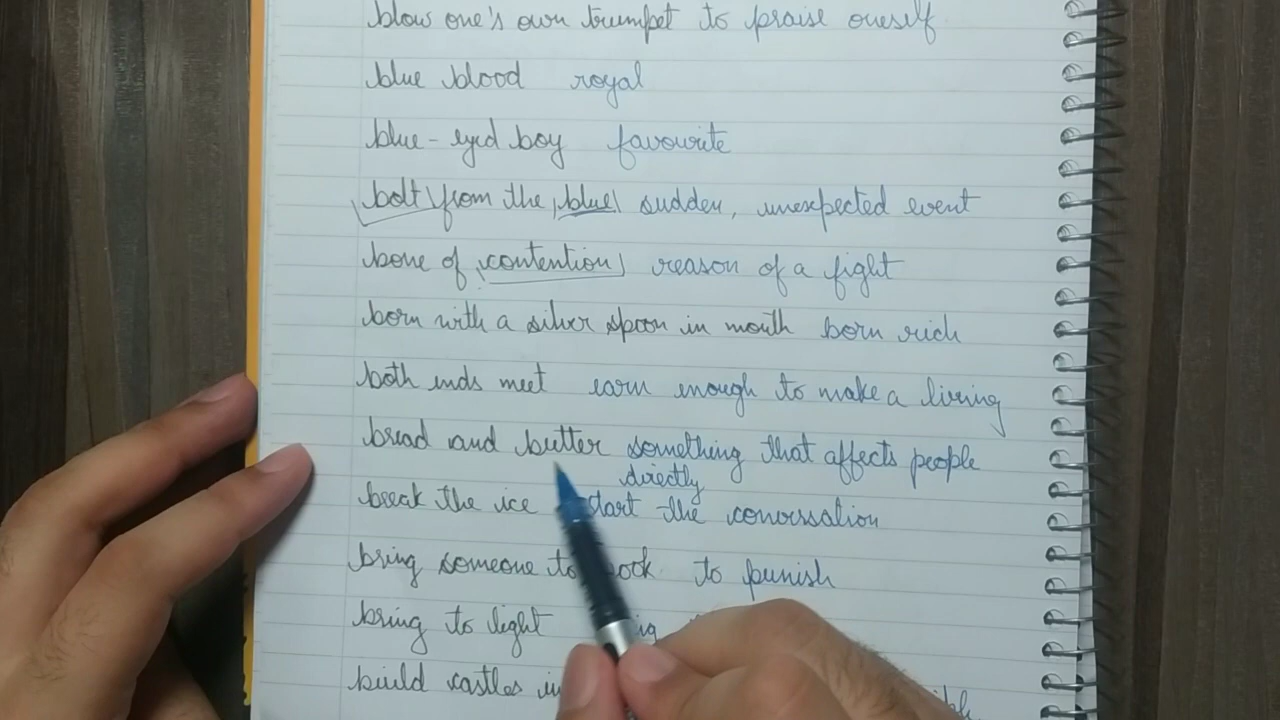 blow one's own trumpet to praise oneself
blue blood royal
blue-eyed boy favourite
bolt from the blue sudden, unexpected event
bone of contention reason of a fight
born with a silver spoon in mouth born rich
both ends meet earn enough to make a living
bread and butter something that affects people
directly
break the ice start the conversation
bring someone to book to punish
bring to light
build castles in